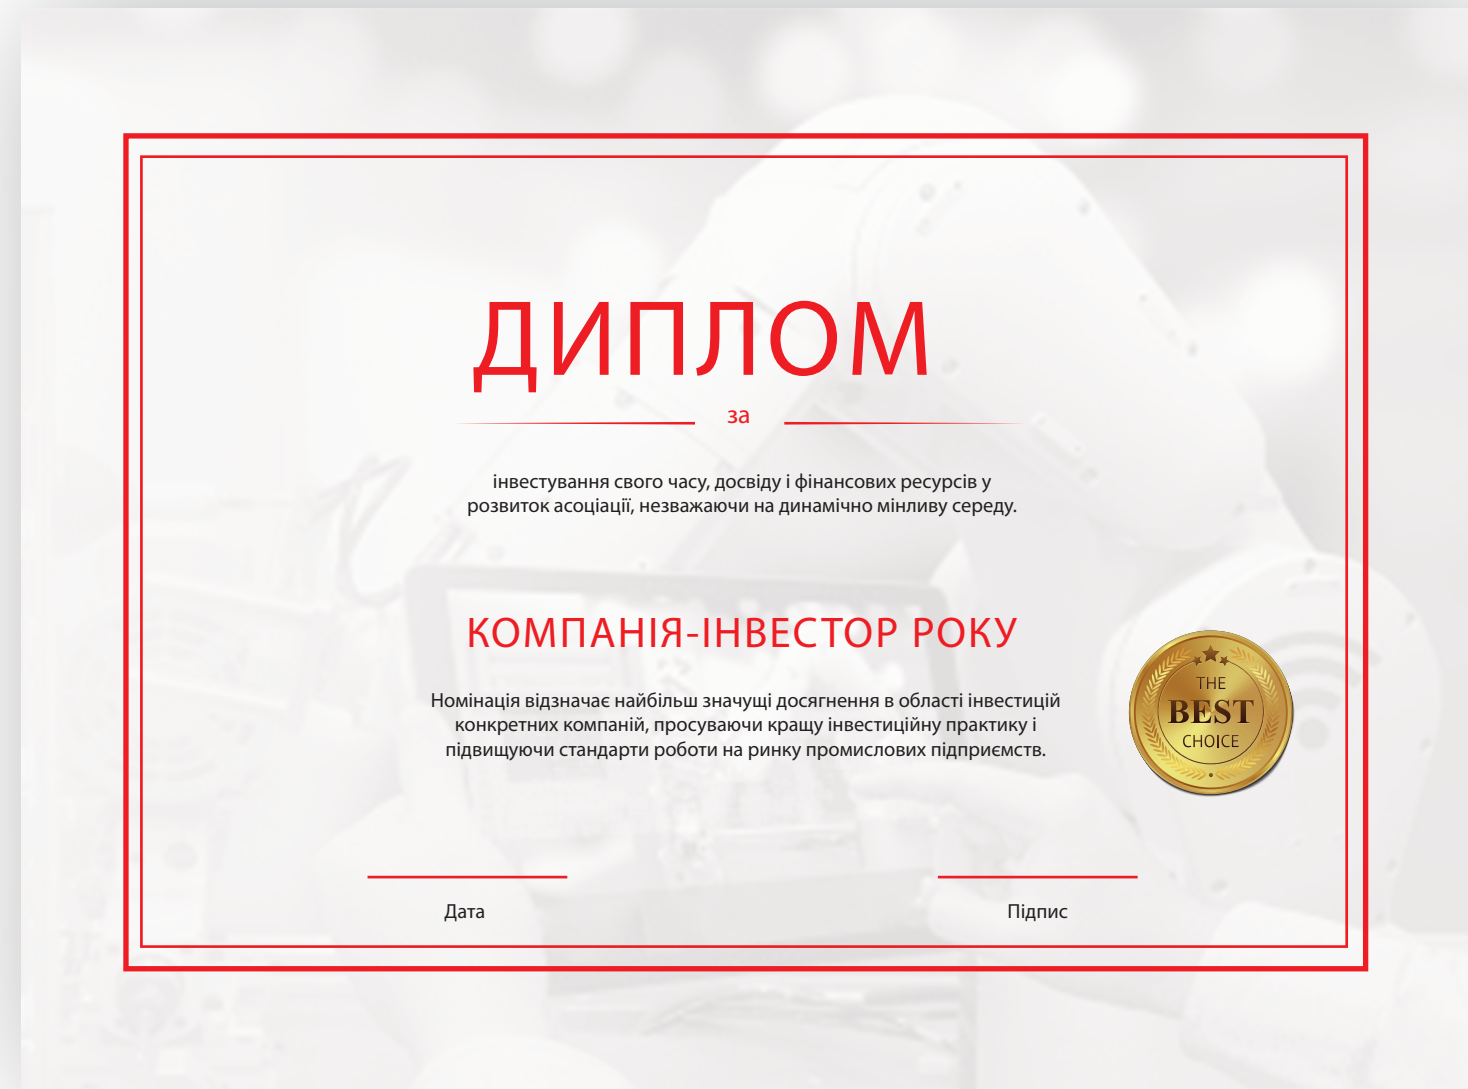 ДИПЛОМ
за
інвестування свого часу, досвіду і фінансових ресурсів у
розвиток асоціації, незважаючи на динамічно мінливу середу.
КОМПАНІЯ-ІНВЕСТОР РОКУ
Номінація відзначає найбільш значущі досягнення в області інвестицій
конкретних компаній, просуваючи кращу інвестиційну практику і
підвищуючи стандарти роботи на ринку промислових підприємств.
THE
BEST
CHOICE
Дата
Підпис